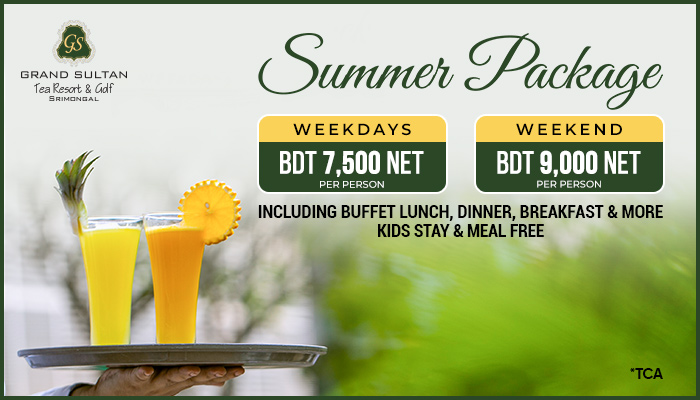 GS
GRAND SULTAN
Tea Resort & Golf
SRIMONGAL
Summer Package
WEEKDAYS
BDT 7,500 NET
PER PERSON
WEEKEND
BDT 9,000 NET
PER PERSON
INCLUDING BUFFET LUNCH, DINNER, BREAKFAST & MORE
KIDS STAY & MEAL FREE
*TCA